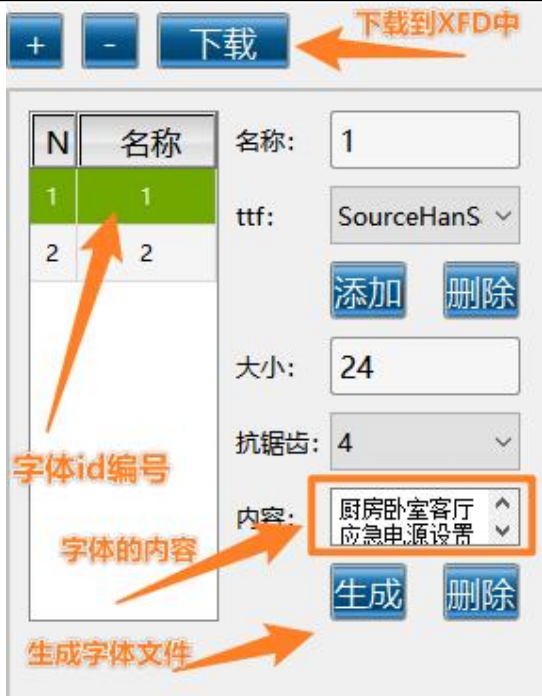 下载到XFD中
+ - 下载
N 名称 名称: 1
1 1
ttf: SourceHanS
2 2
添加 删除
大小: 24
字体id编号
抗锯齿: 4
内容: 厨房卧室客厅
应急电源设置
字体的内容
生成 删除
生成字体文件